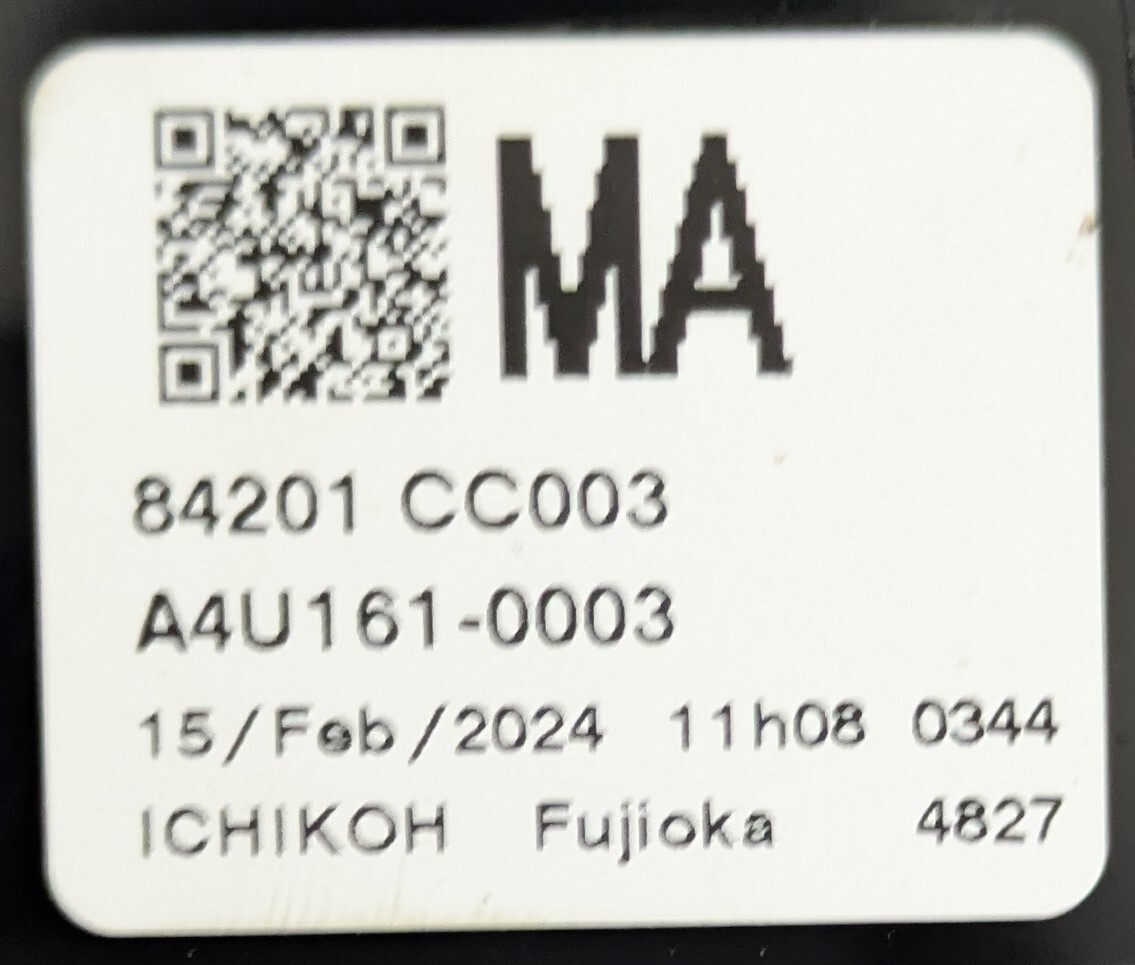 MA
84201 CC003
A4U161-0003
15/Feb/2024 11h08 0344
ICHIKOH Fujioka 4827